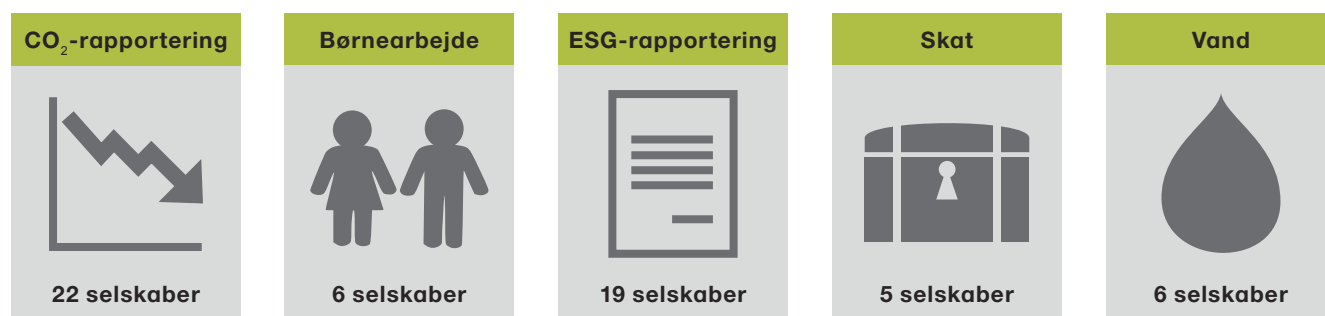 CO₂-rapportering
Børnearbejde
ESG-rapportering
Skat
Vand
22 selskaber
6 selskaber
19 selskaber
5 selskaber
6 selskaber